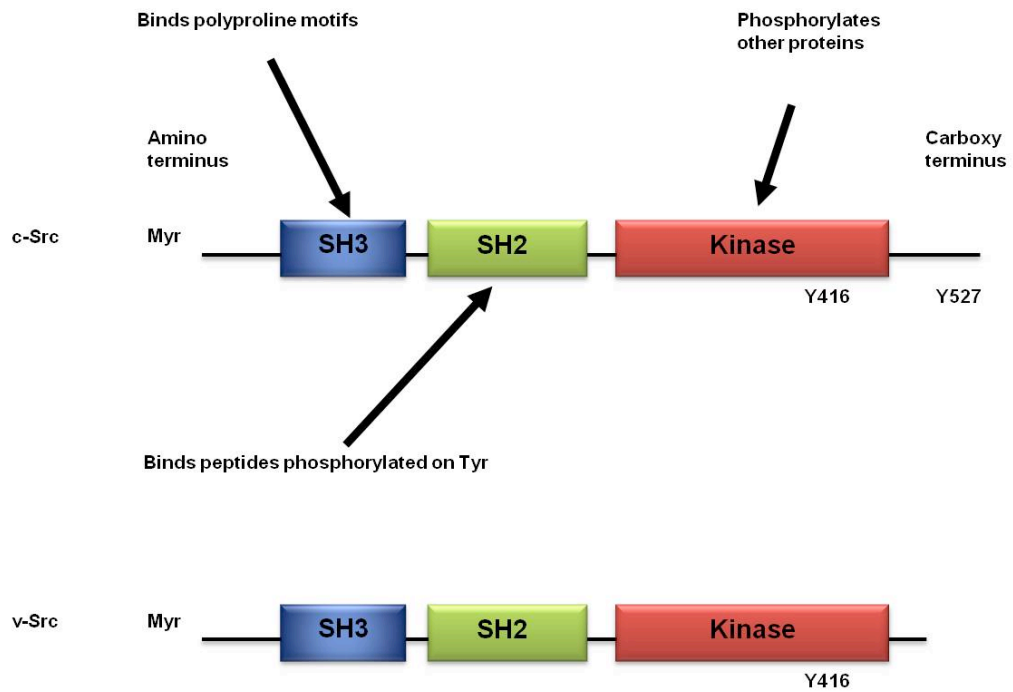 Binds polyproline motifs
Phosphorylates
other proteins
Amino
terminus
Carboxy
terminus
c-Src
Myr
SH3
SH2
Kinase
Y416
Y527
Binds peptides phosphorylated on Tyr
v-Src
Myr
SH3
SH2
Kinase
Y416